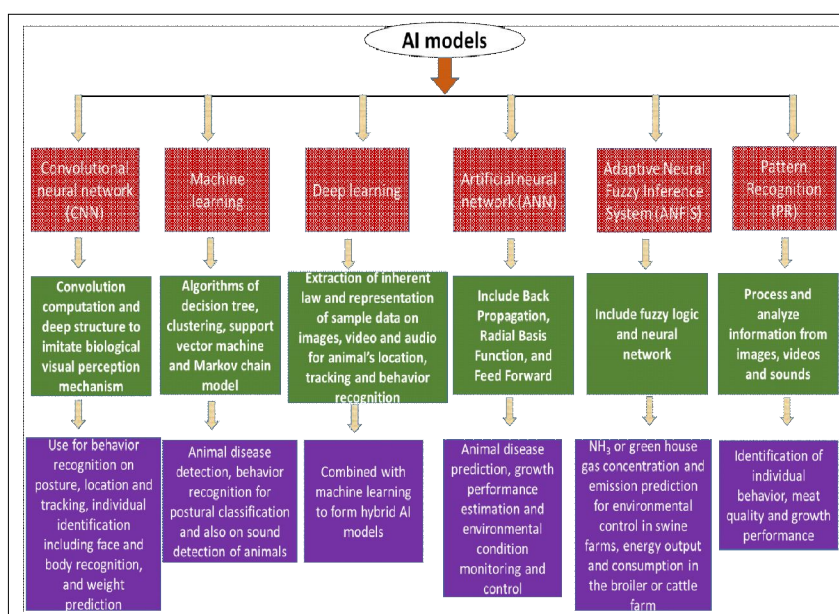 AI models
Convolutional
neural network
(CNN)
Machine
learning
Deep learning
Artificial neural
network (ANN)
Adaptive Neural
Fuzzy Inference
System (ANFIS)
Pattern
Recognition
(PR)
Convolution
computation and
deep structure to
imitate biological
visual perception
mechanism
Algorithms of
decision tree,
clustering, support
vector machine
and Markov chain
model
Extraction of inherent
law and representation
of sample data on
images, video and audio
for animal's location,
tracking and behavior
recognition
Include Back
Propagation,
Radial Basis
Function, and
Feed Forward
Include fuzzy logic
and neural
network
Process and
analyze
information from
images, videos
and sounds
Use for behavior
recognition on
posture, location and
tracking, individual
identification
including face and
body recognition,
and weight
prediction
Animal disease
detection, behavior
recognition for
postural classification
and also on sound
detection of animals
Combined with
machine learning
to form hybrid AI
models
Animal disease
prediction, growth
performance
estimation and
environmental
condition
monitoring and
control
NH₃ or green house
gas concentration and
emission prediction
for environmental
control in swine
farms, energy output
and consumption in
the broiler or cattle
farm
Identification of
individual
behavior, meat
quality and growth
performance